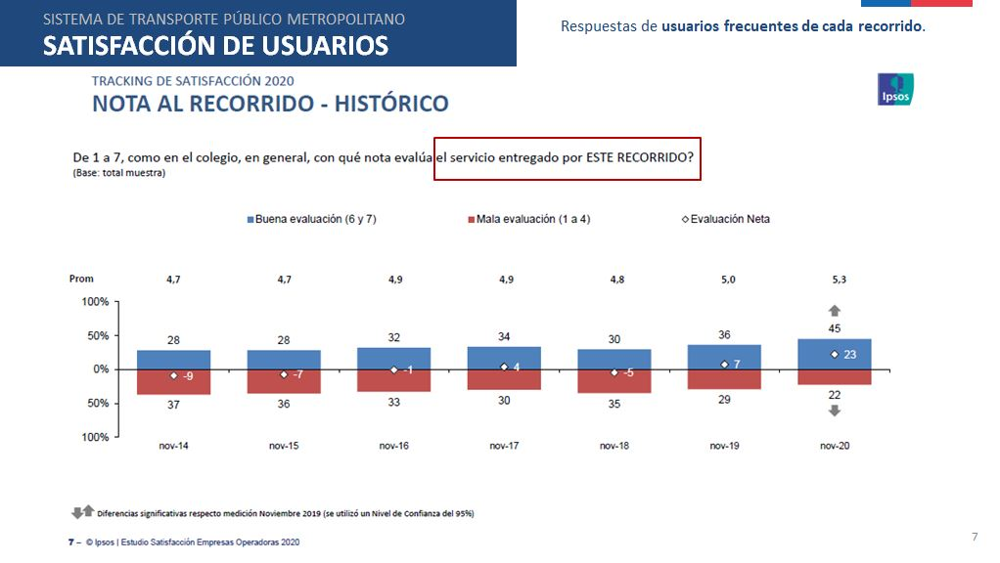 SISTEMA DE TRANSPORTE PÚBLICO METROPOLITANO
SATISFACCIÓN DE USUARIOS
Respuestas de usuarios frecuentes de cada recorrido.
TRACKING DE SATISFACCIÓN 2020
NOTA AL RECORRIDO - HISTÓRICO
Ipsos
De 1 a 7, como en el colegio, en general, con qué nota evalúa el servicio entregado por ESTE RECORRIDO?
(Base: total muestra)
Buena evaluación (6 y 7) Mala evaluación (1 a 4) Evaluación Neta
Prom 4,7 4,7 4,9 4,9 4,8 5,0 5,3
100%
50%
0%
50%
100%
28 28 32 34 30 36 45
-9 -7 -1 4 -5 7 23
37 36 33 30 35 29 22
nov-14 nov-15 nov-16 nov-17 nov-18 nov-19 nov-20
Diferencias significativas respecto medición Noviembre 2019 (se utilizó un Nivel de Confianza del 95%)
7 – © Ipsos | Estudio Satisfacción Empresas Operadoras 2020
7